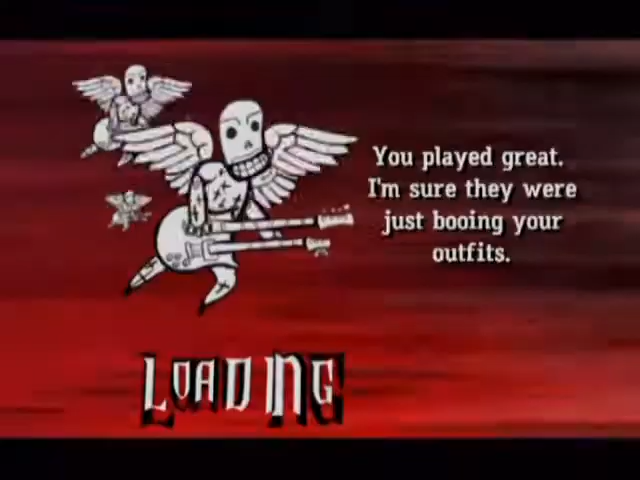 You played great.
I'm sure they were
just booing your
outfits.
LOADING